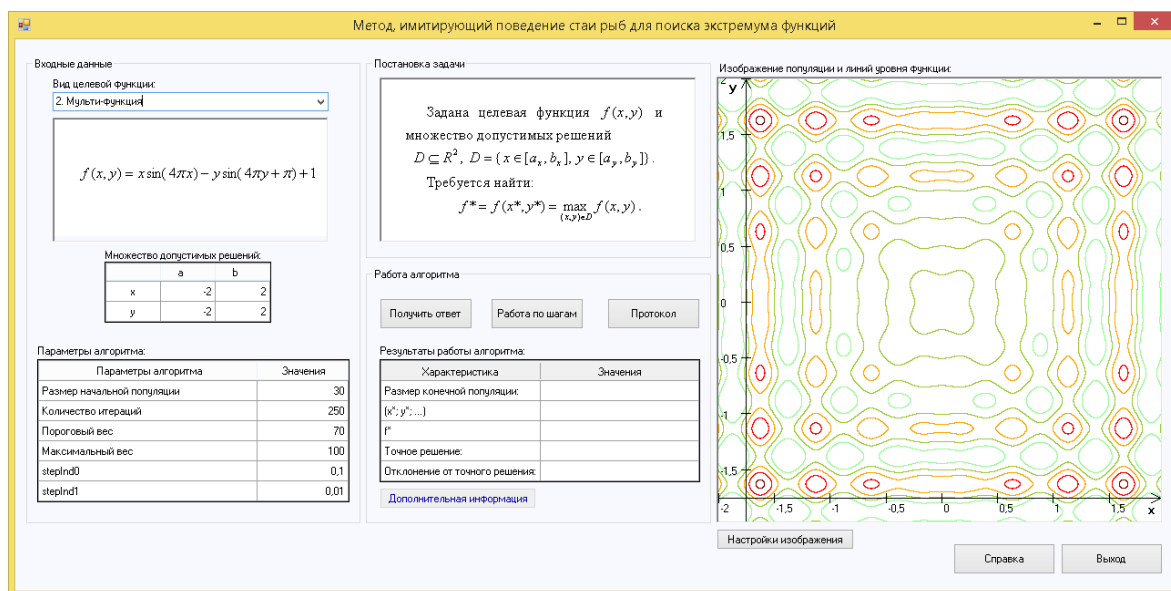 Метод, имитирующий поведение стаи рыб для поиска экстремума функций
Входные данные
Вид целевой функции:
2. Мульти-функция
f(x, y) = x sin( 4πx) − y sin( 4πy + π) + 1
Множество допустимых решений:
a b
x -2 2
y -2 2
Параметры алгоритма:
Параметры алгоритма Значения
Размер начальной популяции 30
Количество итераций 250
Пороговый вес 70
Максимальный вес 100
stepInd0 0,1
stepInd1 0,01
Постановка задачи
Задана целевая функция f(x, y) и
множество допустимых решений
D ⊆ R², D = { x ∈ [aₓ, bₓ], y ∈ [a_y, b_y]} .
Требуется найти:
f* = f(x*, y*) = max f(x, y) .
(x,y)∈D
Работа алгоритма
Получить ответ Работа по шагам Протокол
Результаты работы алгоритма:
Характеристика Значения
Размер конечной популяции:
(x*; y*; ...)
f*
Точное решение:
Отклонение от точного решения:
Дополнительная информация
Изображение популяции и линий уровня функции:
2
y
1,5
1
0,5
0
-0,5
-1
-1,5
-2 -1,5 -1 -0,5 0 0,5 1 1,5 x
Настройки изображения
Справка Выход